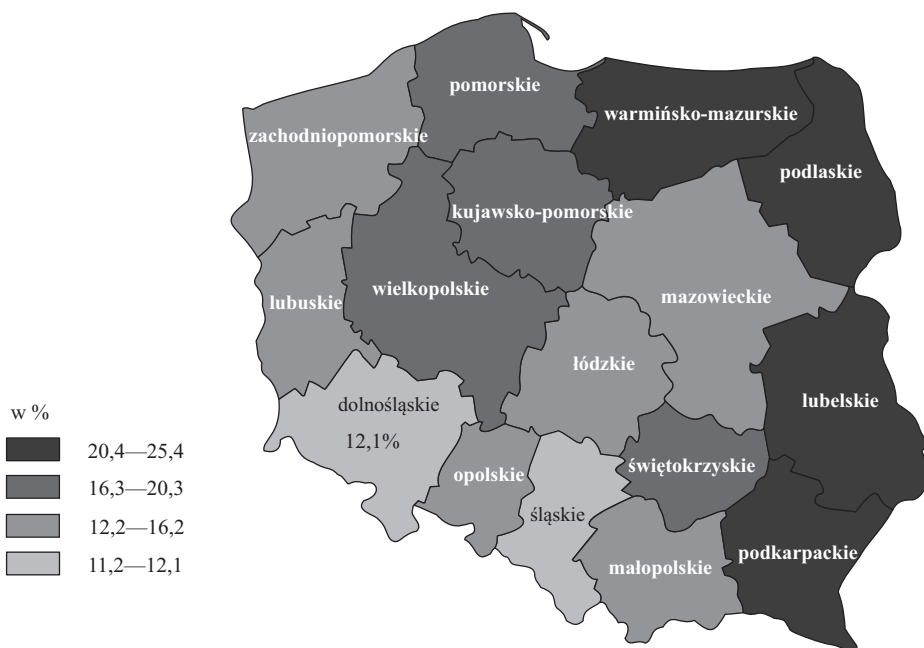 pomorskie
warmińsko-mazurskie
zachodniopomorskie
podlaskie
kujawsko-pomorskie
wielkopolskie
mazowieckie
lubuskie
łódzkie
lubelskie
dolnośląskie
12,1%
w %
20,4—25,4
16,3—20,3
12,2—16,2
11,2—12,1
opolskie
świętokrzyskie
śląskie
podkarpackie
małopolskie